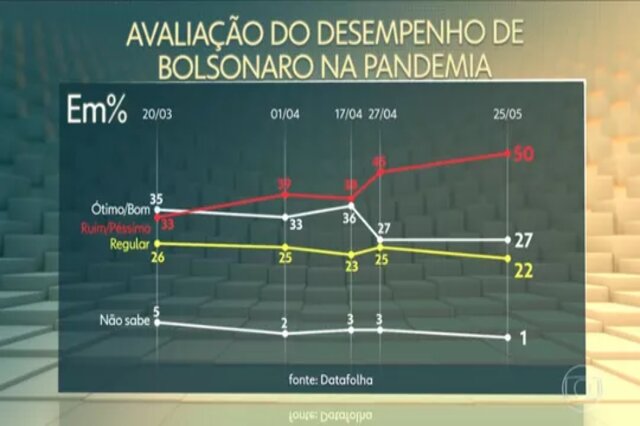 AVALIAÇÃO DO DESEMPENHO DE
BOLSONARO NA PANDEMIA
Em% 20/03 01/04 17/04 27/04 25/05
39 38 45 50
35
Ótimo/Bom 33 36 27 27
Ruim/Péssimo 33
Regular 26 25 23 25 22
Não sabe 5 2 3 3 1
fonte: Datafolha
fonte: Datafolha